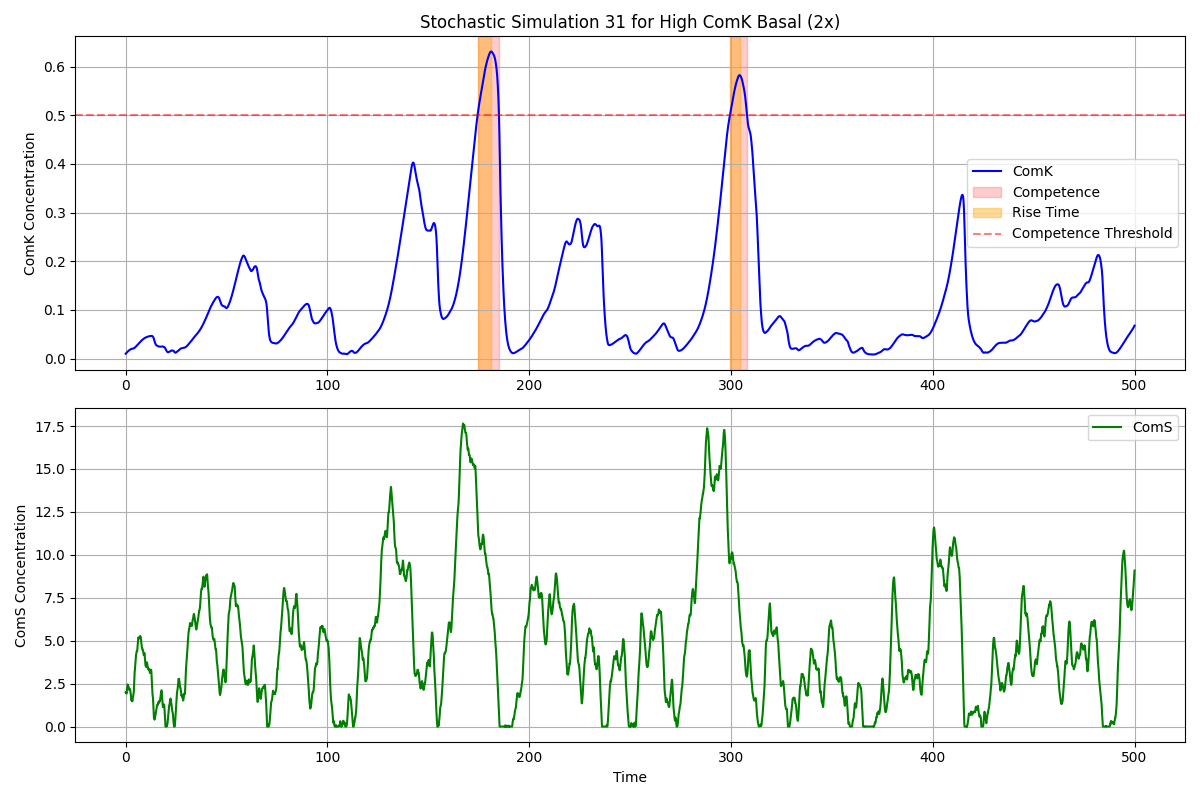 Stochastic Simulation 31 for High ComK Basal (2x)
ComK Concentration
0.6
0.5
0.4
0.3
0.2
0.1
0.0
ComK
Competence
Rise Time
Competence Threshold
0 100 200 300 400 500
ComS Concentration
17.5
15.0
12.5
10.0
7.5
5.0
2.5
0.0
ComS
0 100 200 300 400 500
Time